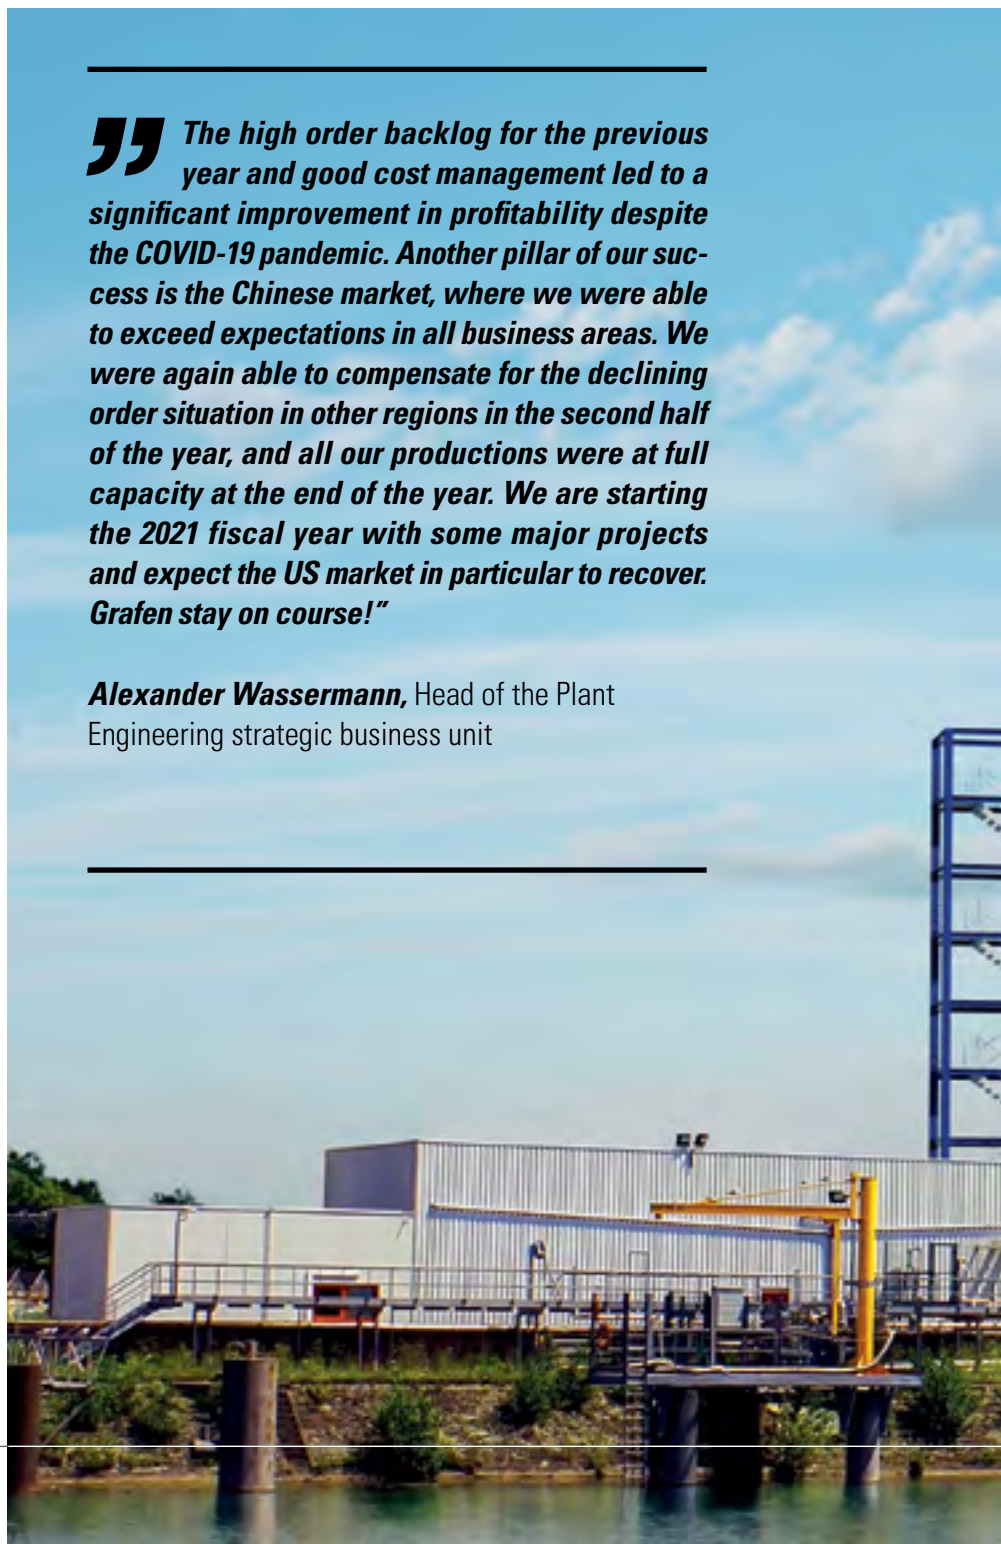 ” The high order backlog for the previous
year and good cost management led to a
significant improvement in profitability despite
the COVID-19 pandemic. Another pillar of our suc-
cess is the Chinese market, where we were able
to exceed expectations in all business areas. We
were again able to compensate for the declining
order situation in other regions in the second half
of the year, and all our productions were at full
capacity at the end of the year. We are starting
the 2021 fiscal year with some major projects
and expect the US market in particular to recover.
Grafen stay on course!”
Alexander Wassermann, Head of the Plant
Engineering strategic business unit